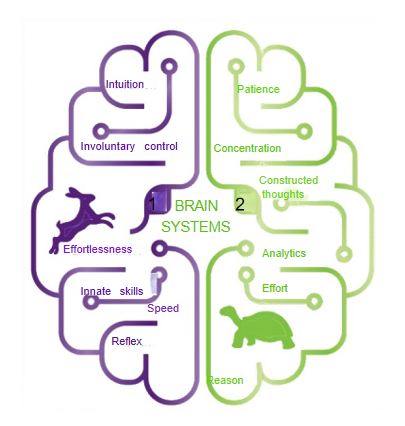 Intuition
Involuntary control
Effortlessness
Innate skills
Speed
Reflex
1 BRAIN 2
SYSTEMS
Patience
Concentration
Constructed
thoughts
Analytics
Effort
Reason